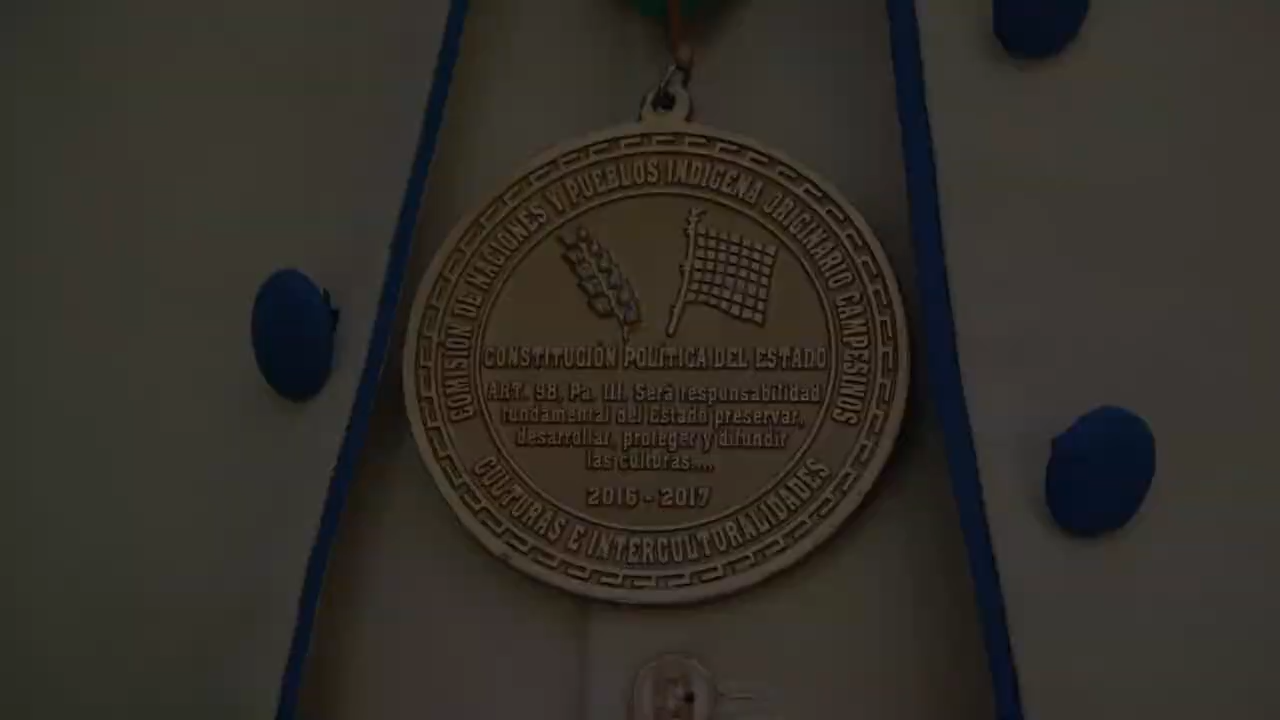 COMISIÓN DE NACIONES Y PUEBLOS INDÍGENA ORIGINARIO CAMPESINOS
CONSTITUCIÓN POLÍTICA DEL ESTADO
ART. 98, Pa. III. Será responsabilidad
fundamental del Estado preservar,
desarrollar, proteger y difundir
las culturas....
2016 - 2017
CULTURAS E INTERCULTURALIDADES